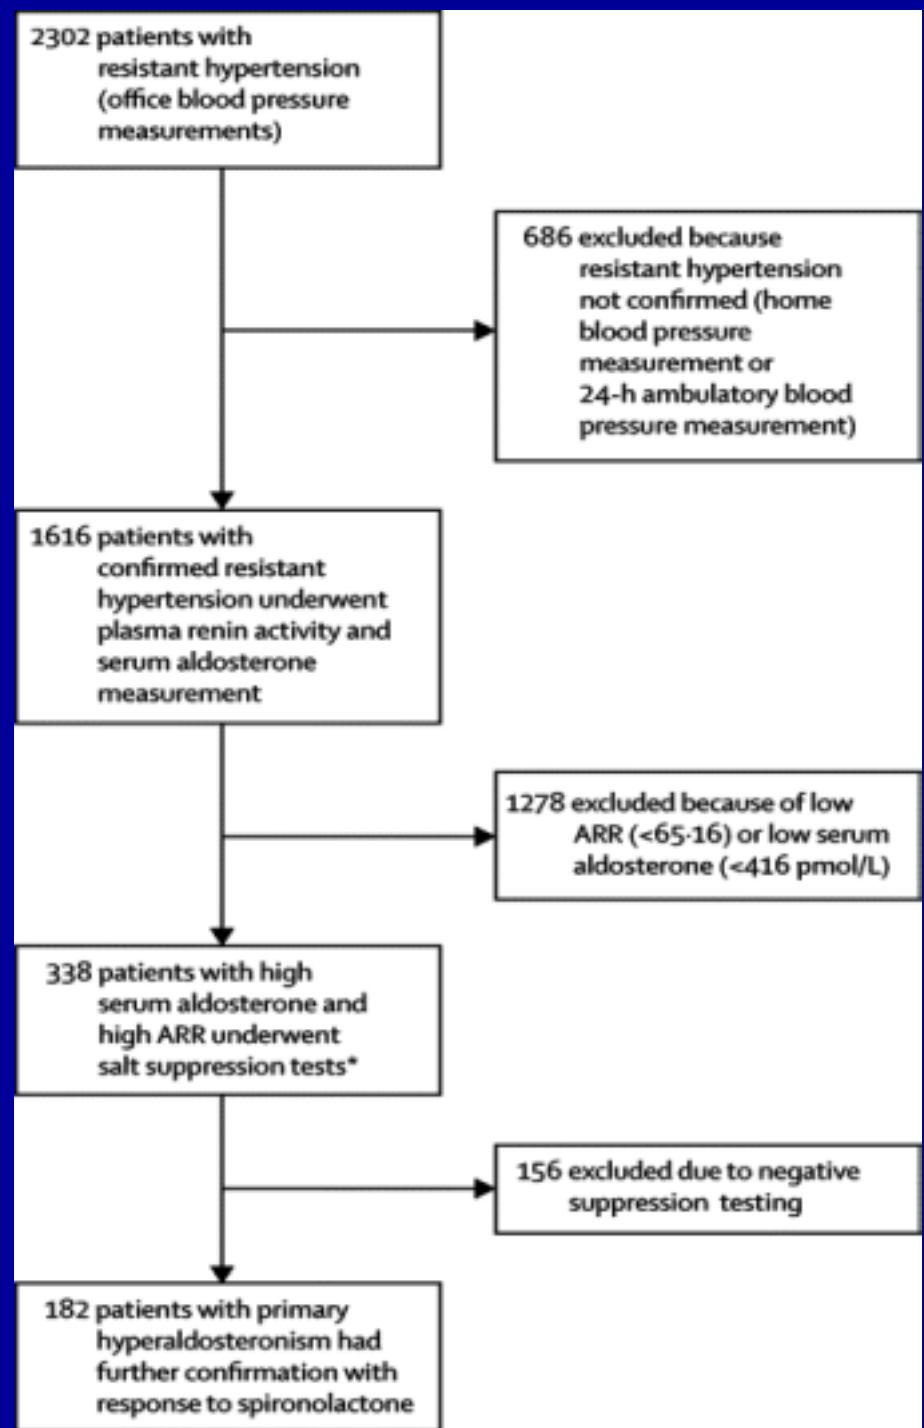 2302 patients with
resistant hypertension
(office blood pressure
measurements)
686 excluded because
resistant hypertension
not confirmed (home
blood pressure
measurement or
24-h ambulatory blood
pressure measurement)
1616 patients with
confirmed resistant
hypertension underwent
plasma renin activity and
serum aldosterone
measurement
1278 excluded because of low
ARR (<65·16) or low serum
aldosterone (<416 pmol/L)
338 patients with high
serum aldosterone and
high ARR underwent
salt suppression tests*
156 excluded due to negative
suppression testing
182 patients with primary
hyperaldosteronism had
further confirmation with
response to spironolactone